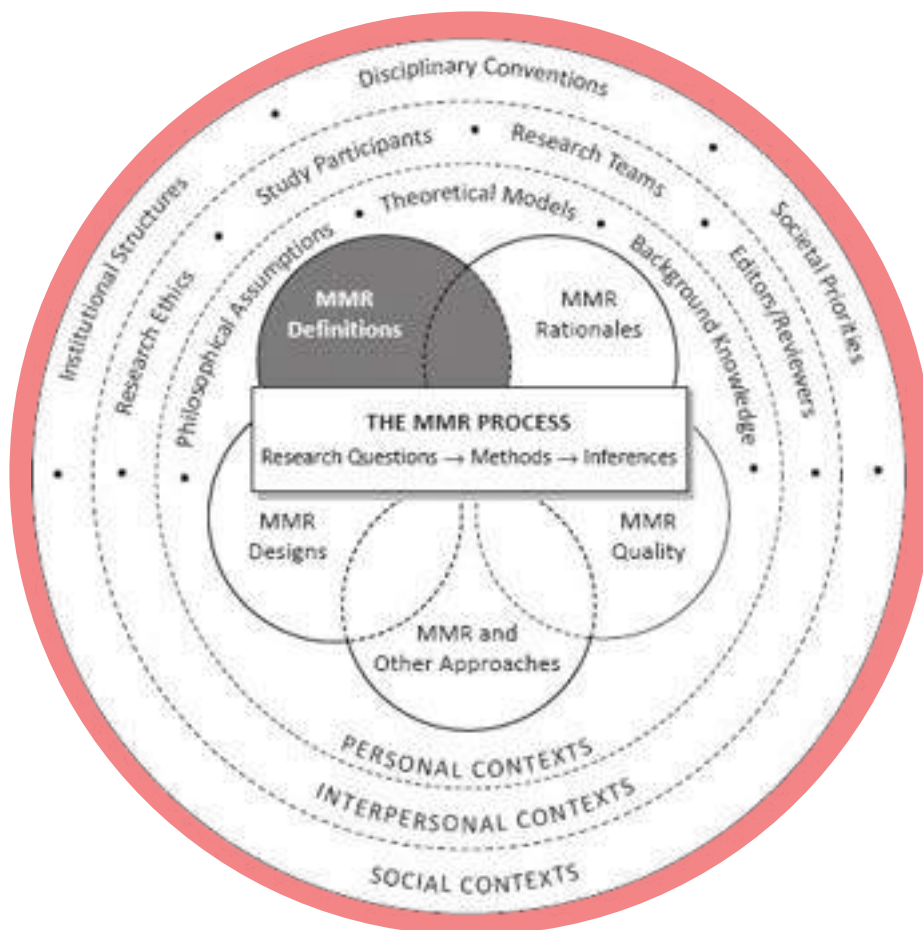 Disciplinary Conventions
Institutional Structures
Societal Priorities
Study Participants
Research Teams
Research Ethics
Editors/Reviewers
Theoretical Models
Philosophical Assumptions
Background Knowledge
MMR
Definitions
MMR
Rationales
THE MMR PROCESS
Research Questions → Methods → Inferences
MMR
Designs
MMR
Quality
MMR and
Other Approaches
PERSONAL CONTEXTS
INTERPERSONAL CONTEXTS
SOCIAL CONTEXTS